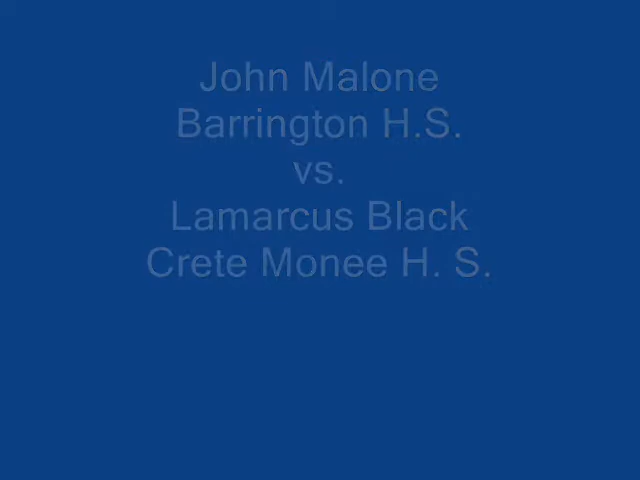 John Malone
Barrington H.S.
vs.
Lamarcus Black
Crete Monee H. S.